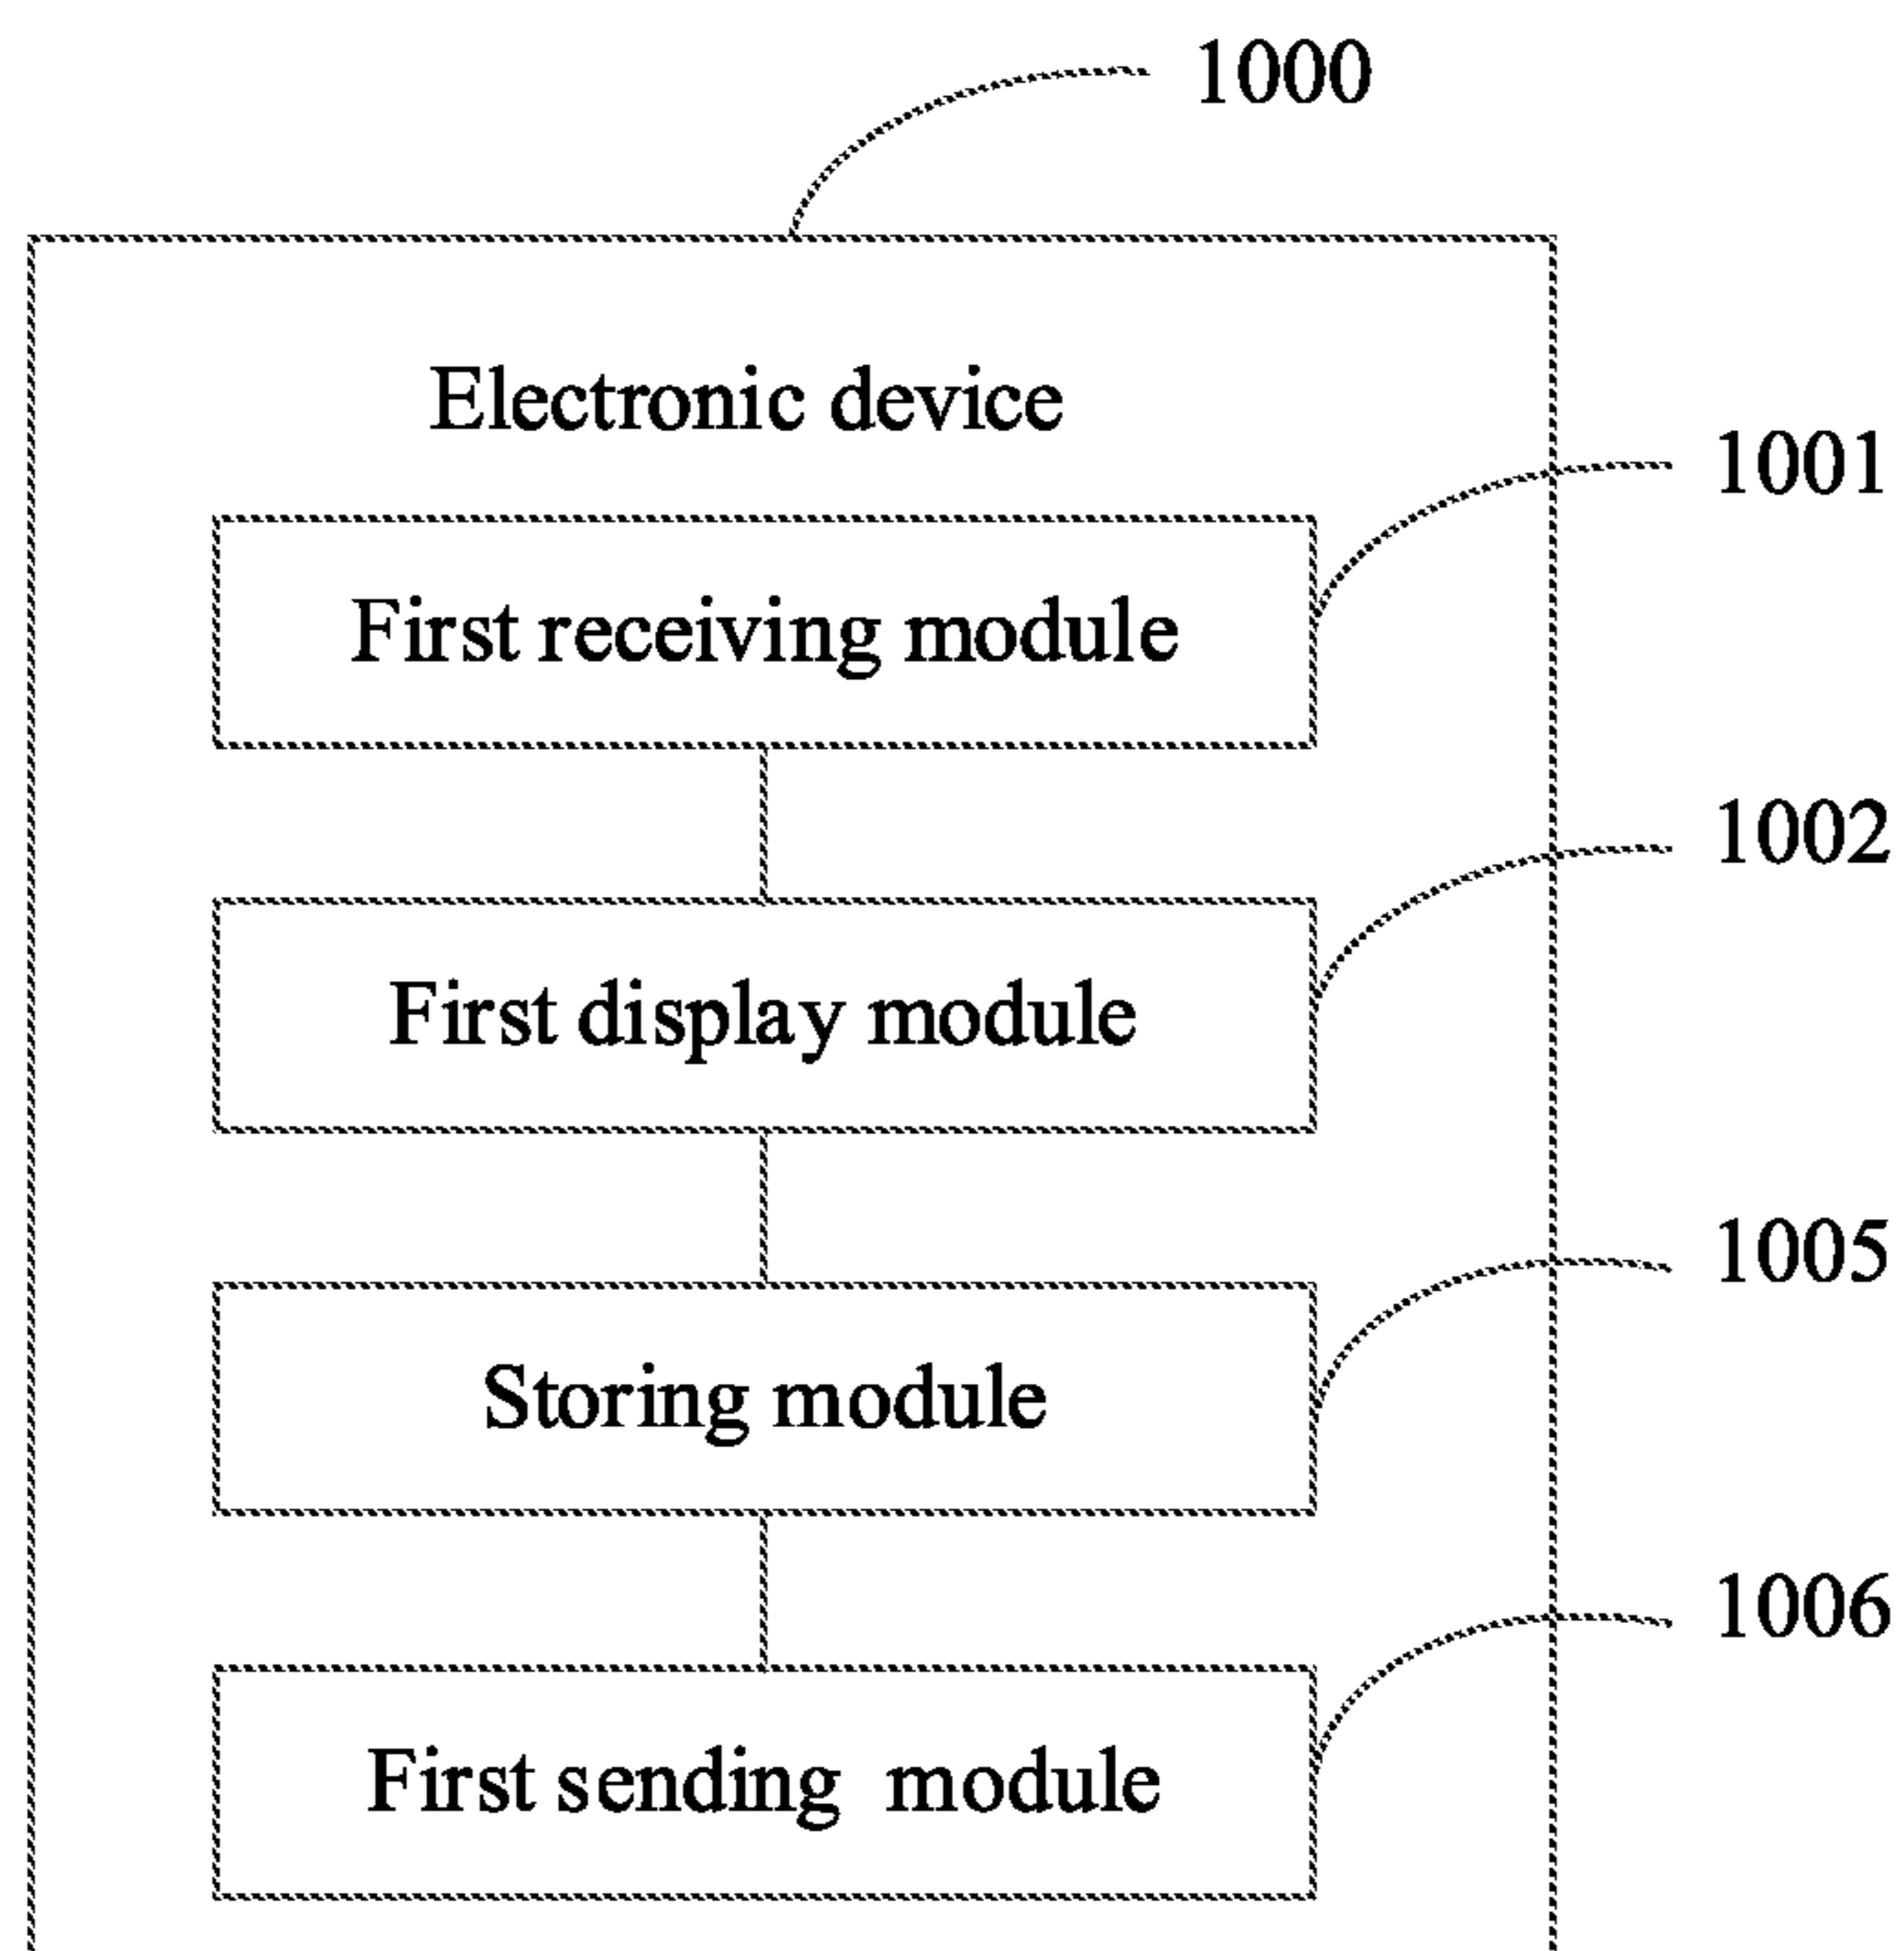 1000
Electronic device
1001
First receiving module
1002
First display module
1005
Storing module
1006
First sending module